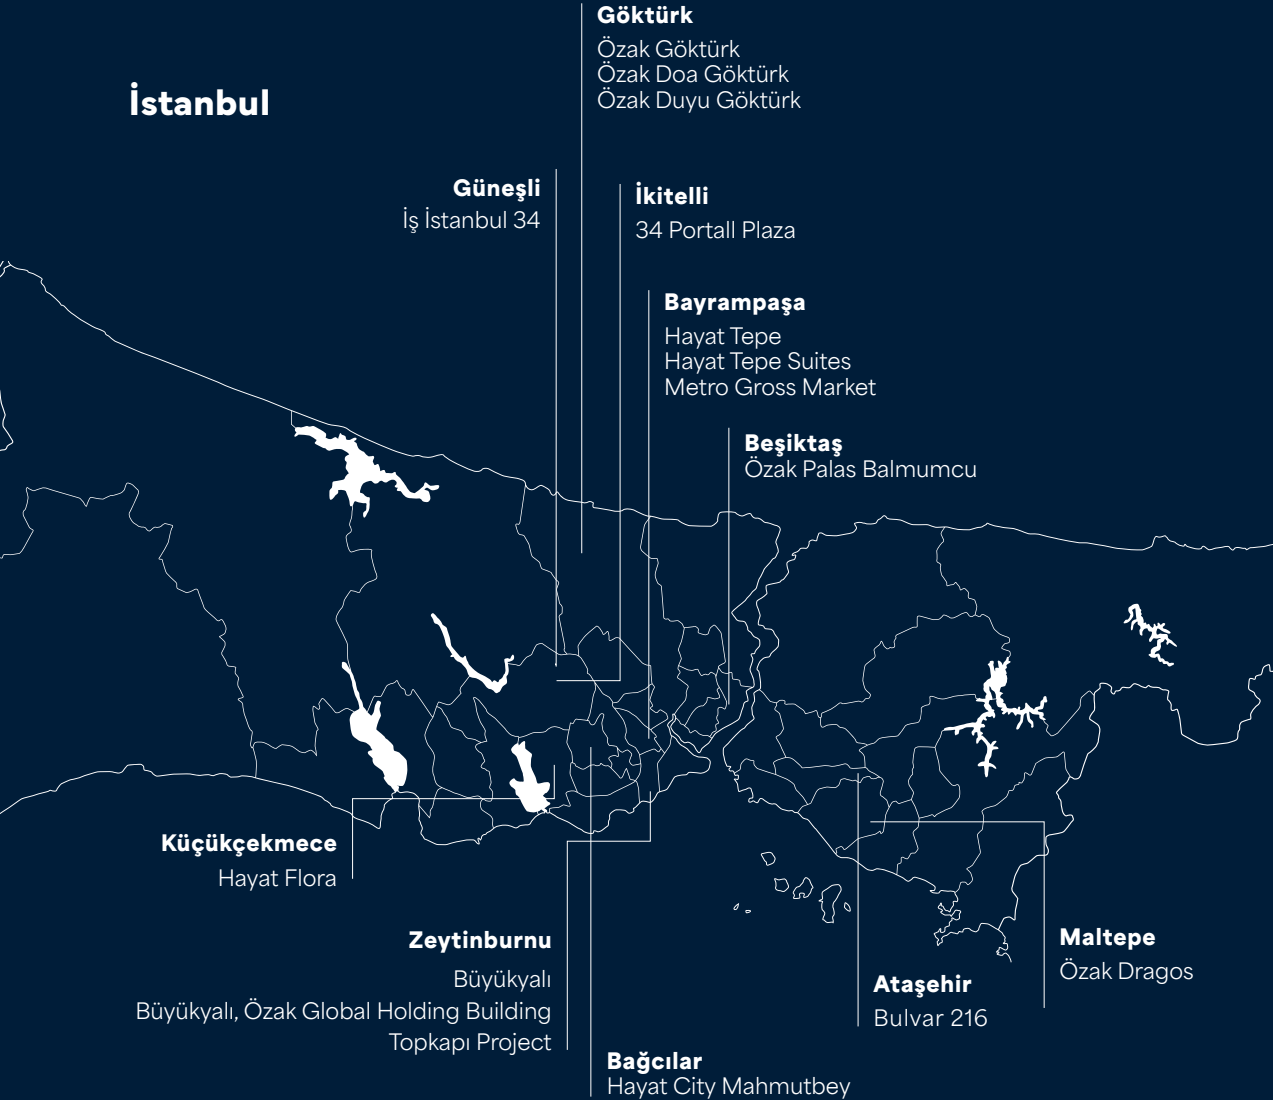 Göktürk
Özak Göktürk
Özak Doa Göktürk
Özak Duyu Göktürk
İstanbul
Güneşli
İş İstanbul 34
İkitelli
34 Portall Plaza
Bayrampaşa
Hayat Tepe
Hayat Tepe Suites
Metro Gross Market
Beşiktaş
Özak Palas Balmumcu
Küçükçekmece
Hayat Flora
Zeytinburnu
Büyükyalı
Büyükyalı, Özak Global Holding Building
Topkapı Project
Maltepe
Özak Dragos
Ataşehir
Bulvar 216
Bağcılar
Hayat City Mahmutbey